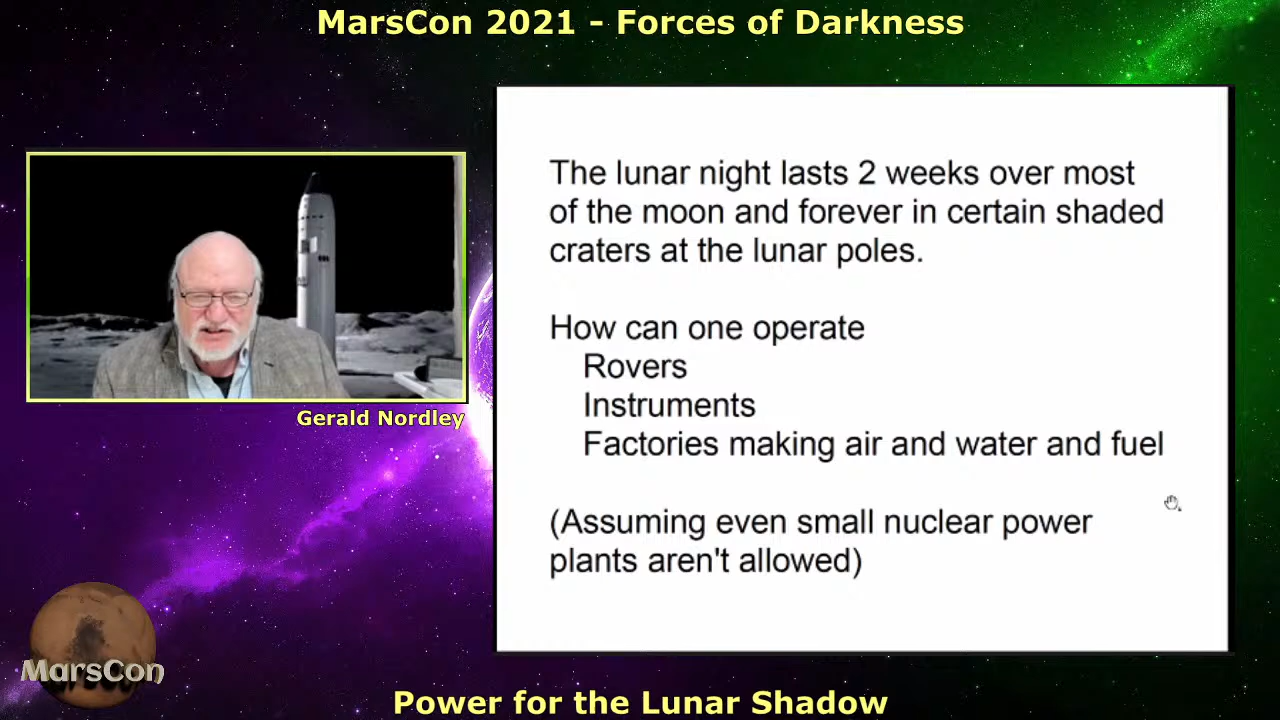 MarsCon 2021 - Forces of Darkness
The lunar night lasts 2 weeks over most
of the moon and forever in certain shaded
craters at the lunar poles.
How can one operate
Rovers
Instruments
Factories making air and water and fuel
(Assuming even small nuclear power
plants aren't allowed)
Gerald Nordley
MarsCon
Power for the Lunar Shadow